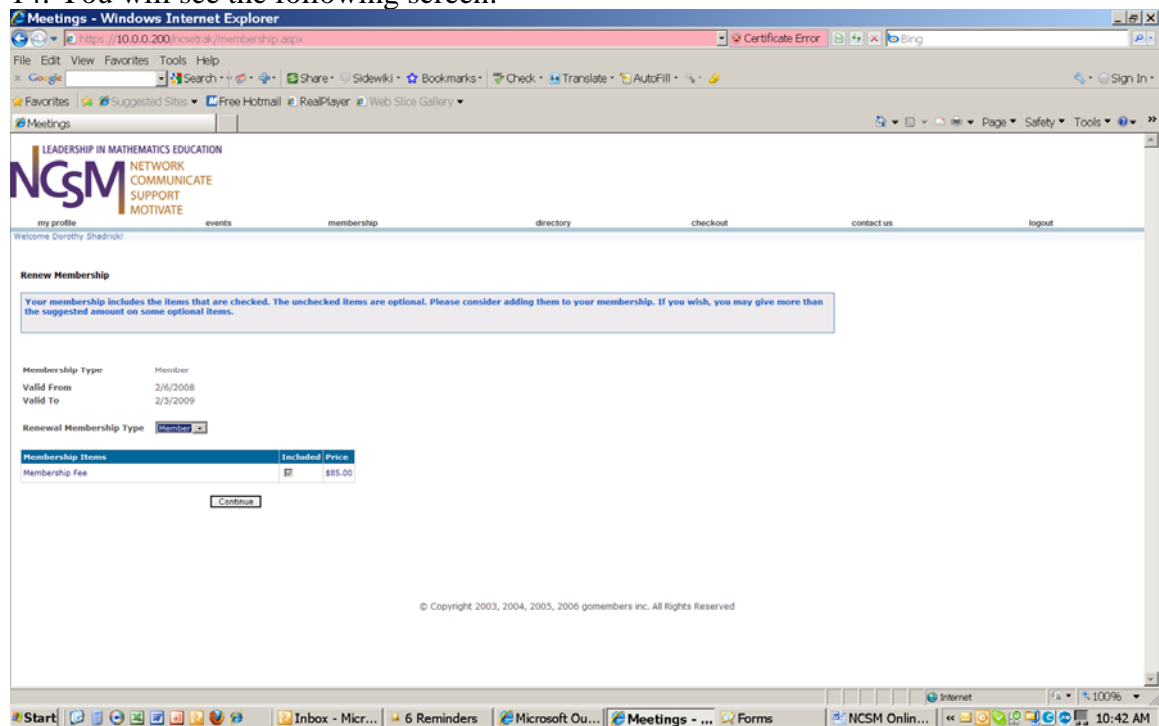 14. You will see the following screen:
Meetings - Windows Internet Explorer
https://10.0.0.200/ncsetrak/membership.aspx Certificate Error Bing
File Edit View Favorites Tools Help
Google Search Share Sidewiki Bookmarks Check Translate AutoFill Sign In
Favorites Suggested Sites Free Hotmail RealPlayer Web Slice Gallery
Meetings Page Safety Tools
LEADERSHIP IN MATHEMATICS EDUCATION
NCSM
NETWORK
COMMUNICATE
SUPPORT
MOTIVATE
my profile events membership directory checkout contact us logout
Welcome Dorothy Shadrick!
Renew Membership
Your membership includes the items that are checked. The unchecked items are optional. Please consider adding them to your membership. If you wish, you may give more than
the suggested amount on some optional items.
Membership Type Member
Valid From 2/6/2008
Valid To 2/5/2009
Renewal Membership Type Member
Membership Items Included Price
Membership Fee $85.00
Continue
© Copyright 2003, 2004, 2005, 2006 gomembers inc. All Rights Reserved
Internet 100%
Start Inbox - Micr... 6 Reminders Microsoft Ou... Meetings - ... Forms NCSM Onlin... 10:42 AM